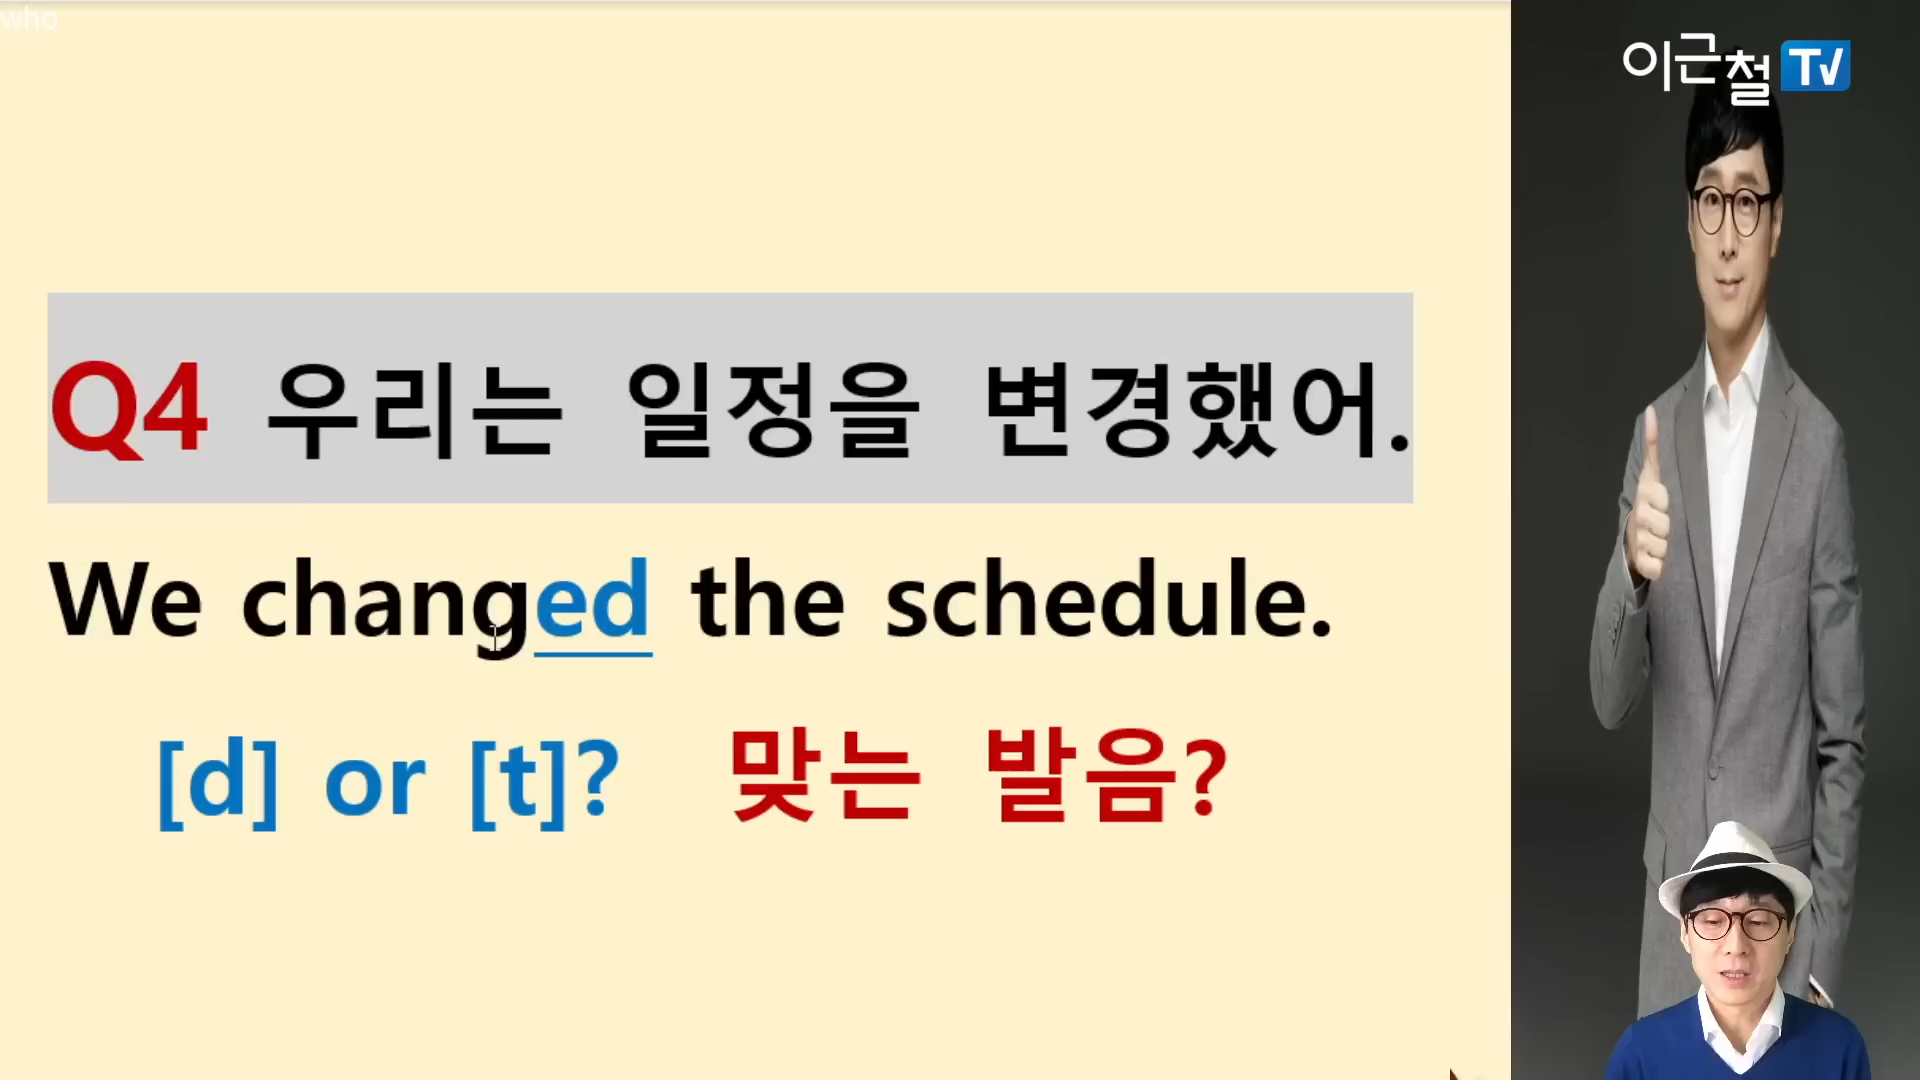 who
이근철 TV
Q4 우리는 일정을 변경했어.
We changed the schedule.
[d] or [t]? 맞는 발음?